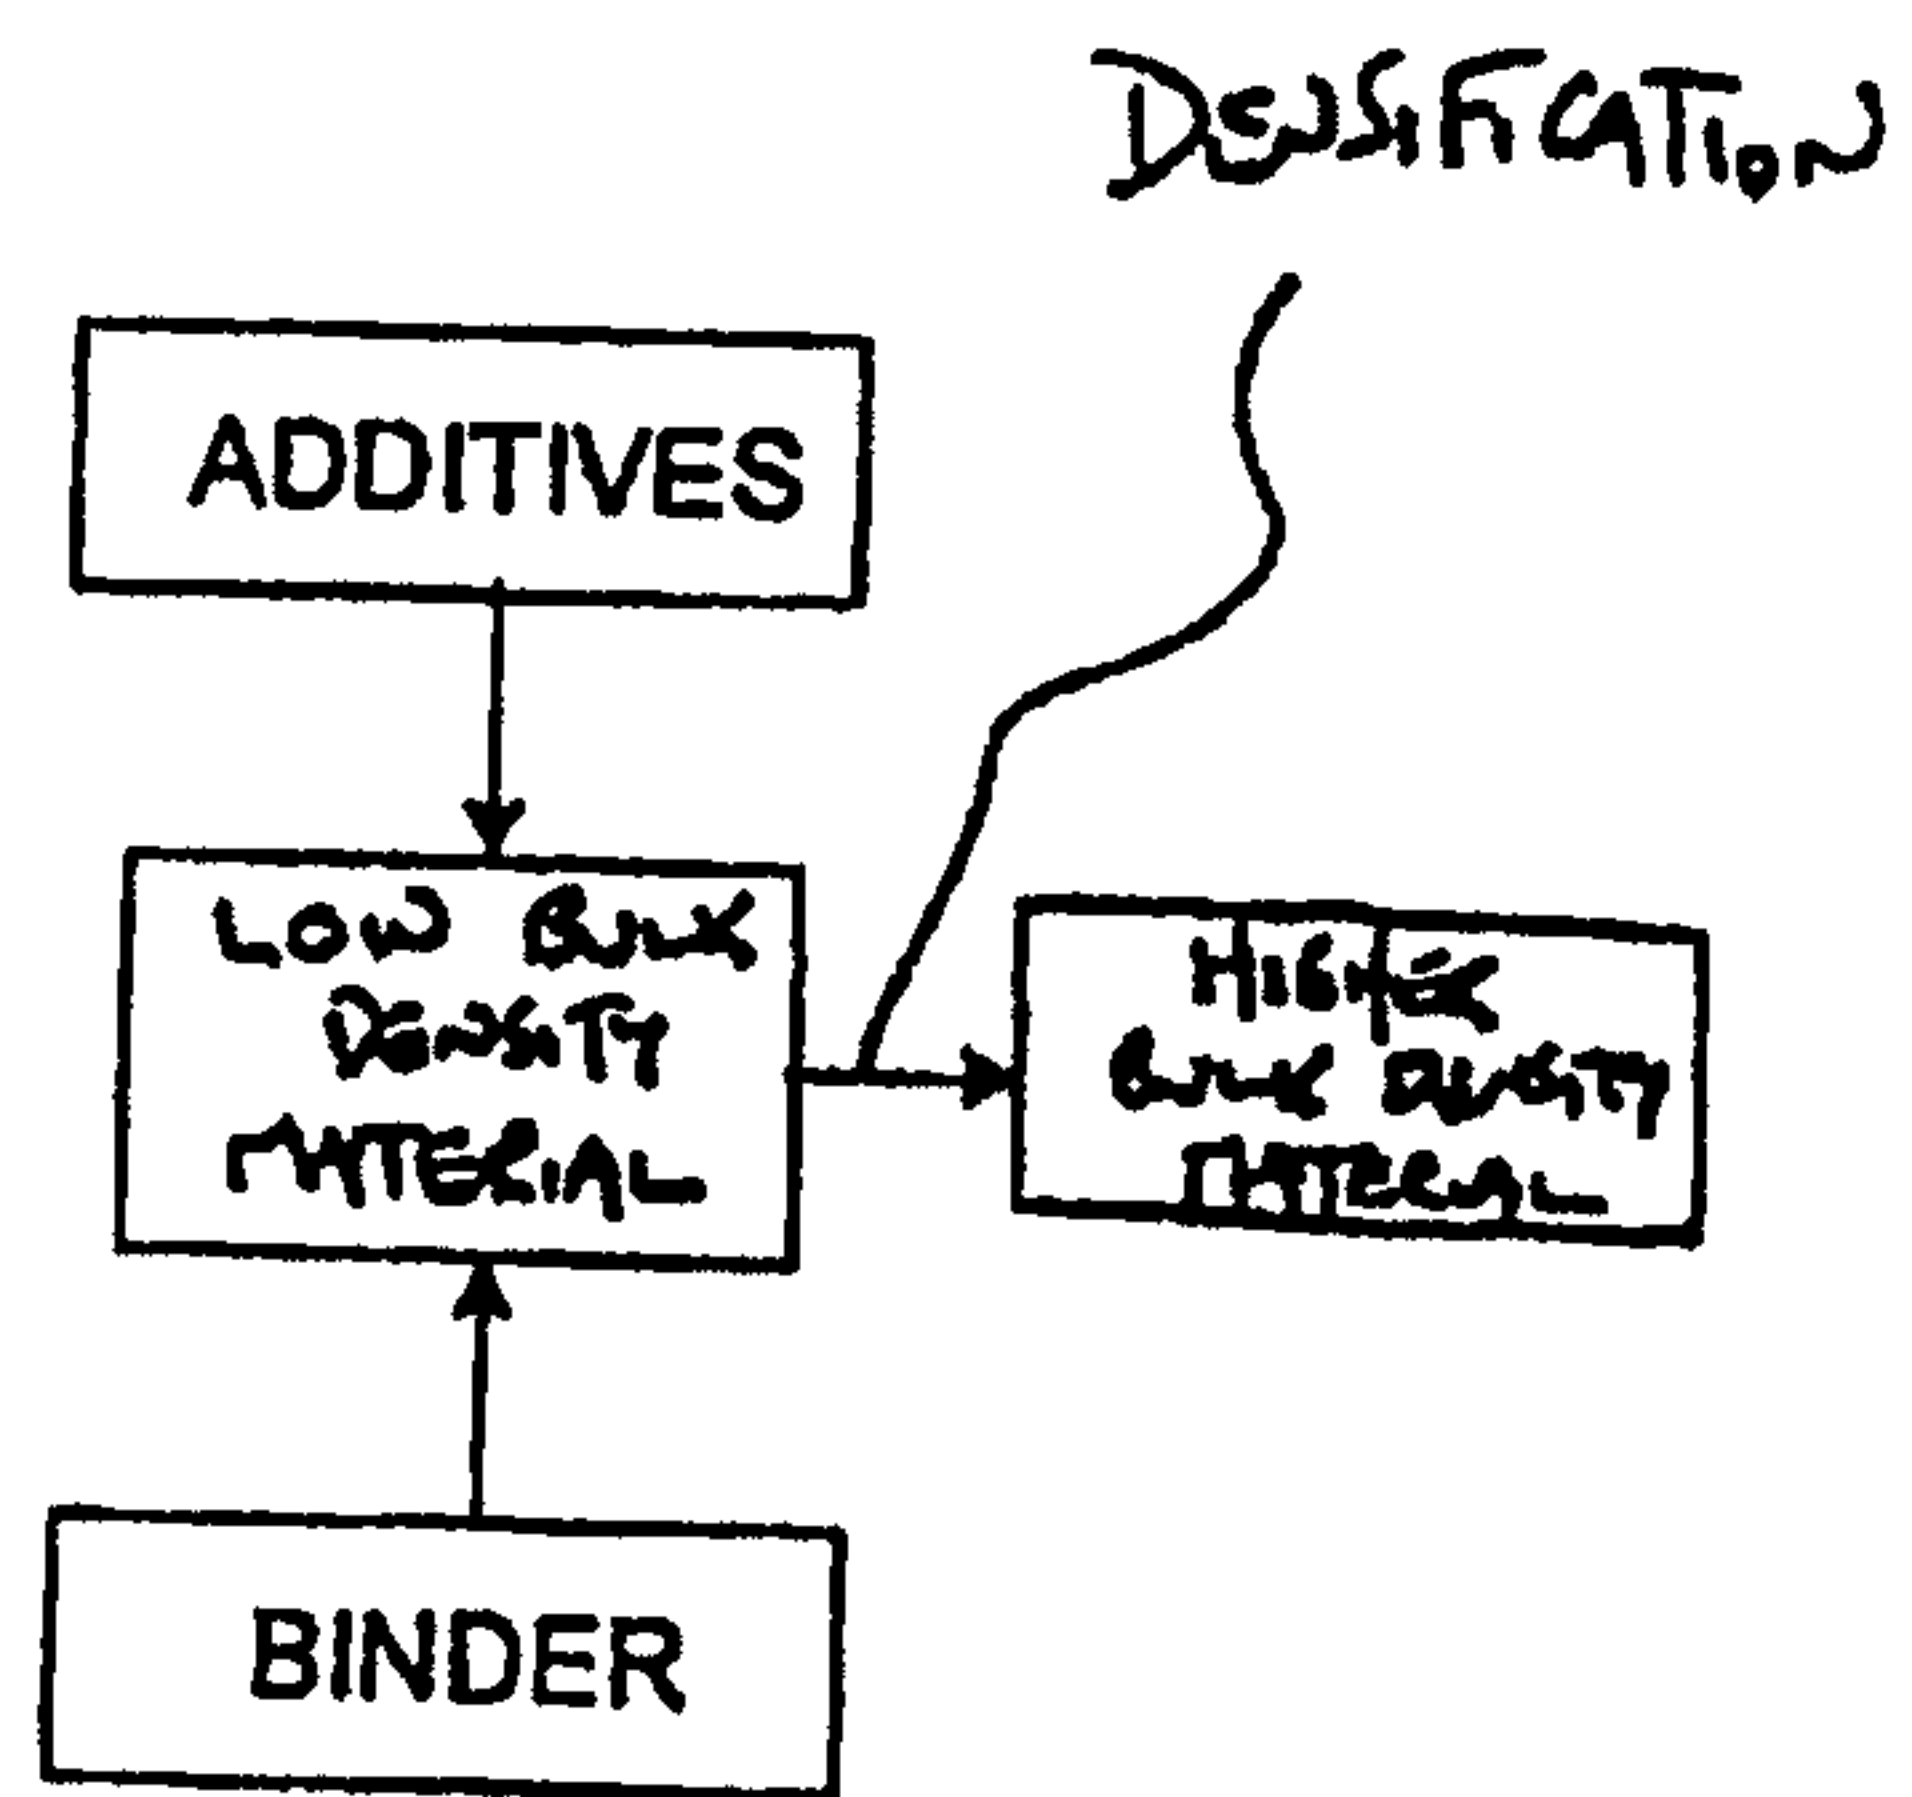 DENSIFICATION
ADDITIVES
LOW BULK
DENSITY
MATERIAL
HIGHER
BULK DENSITY
MATERIAL
BINDER